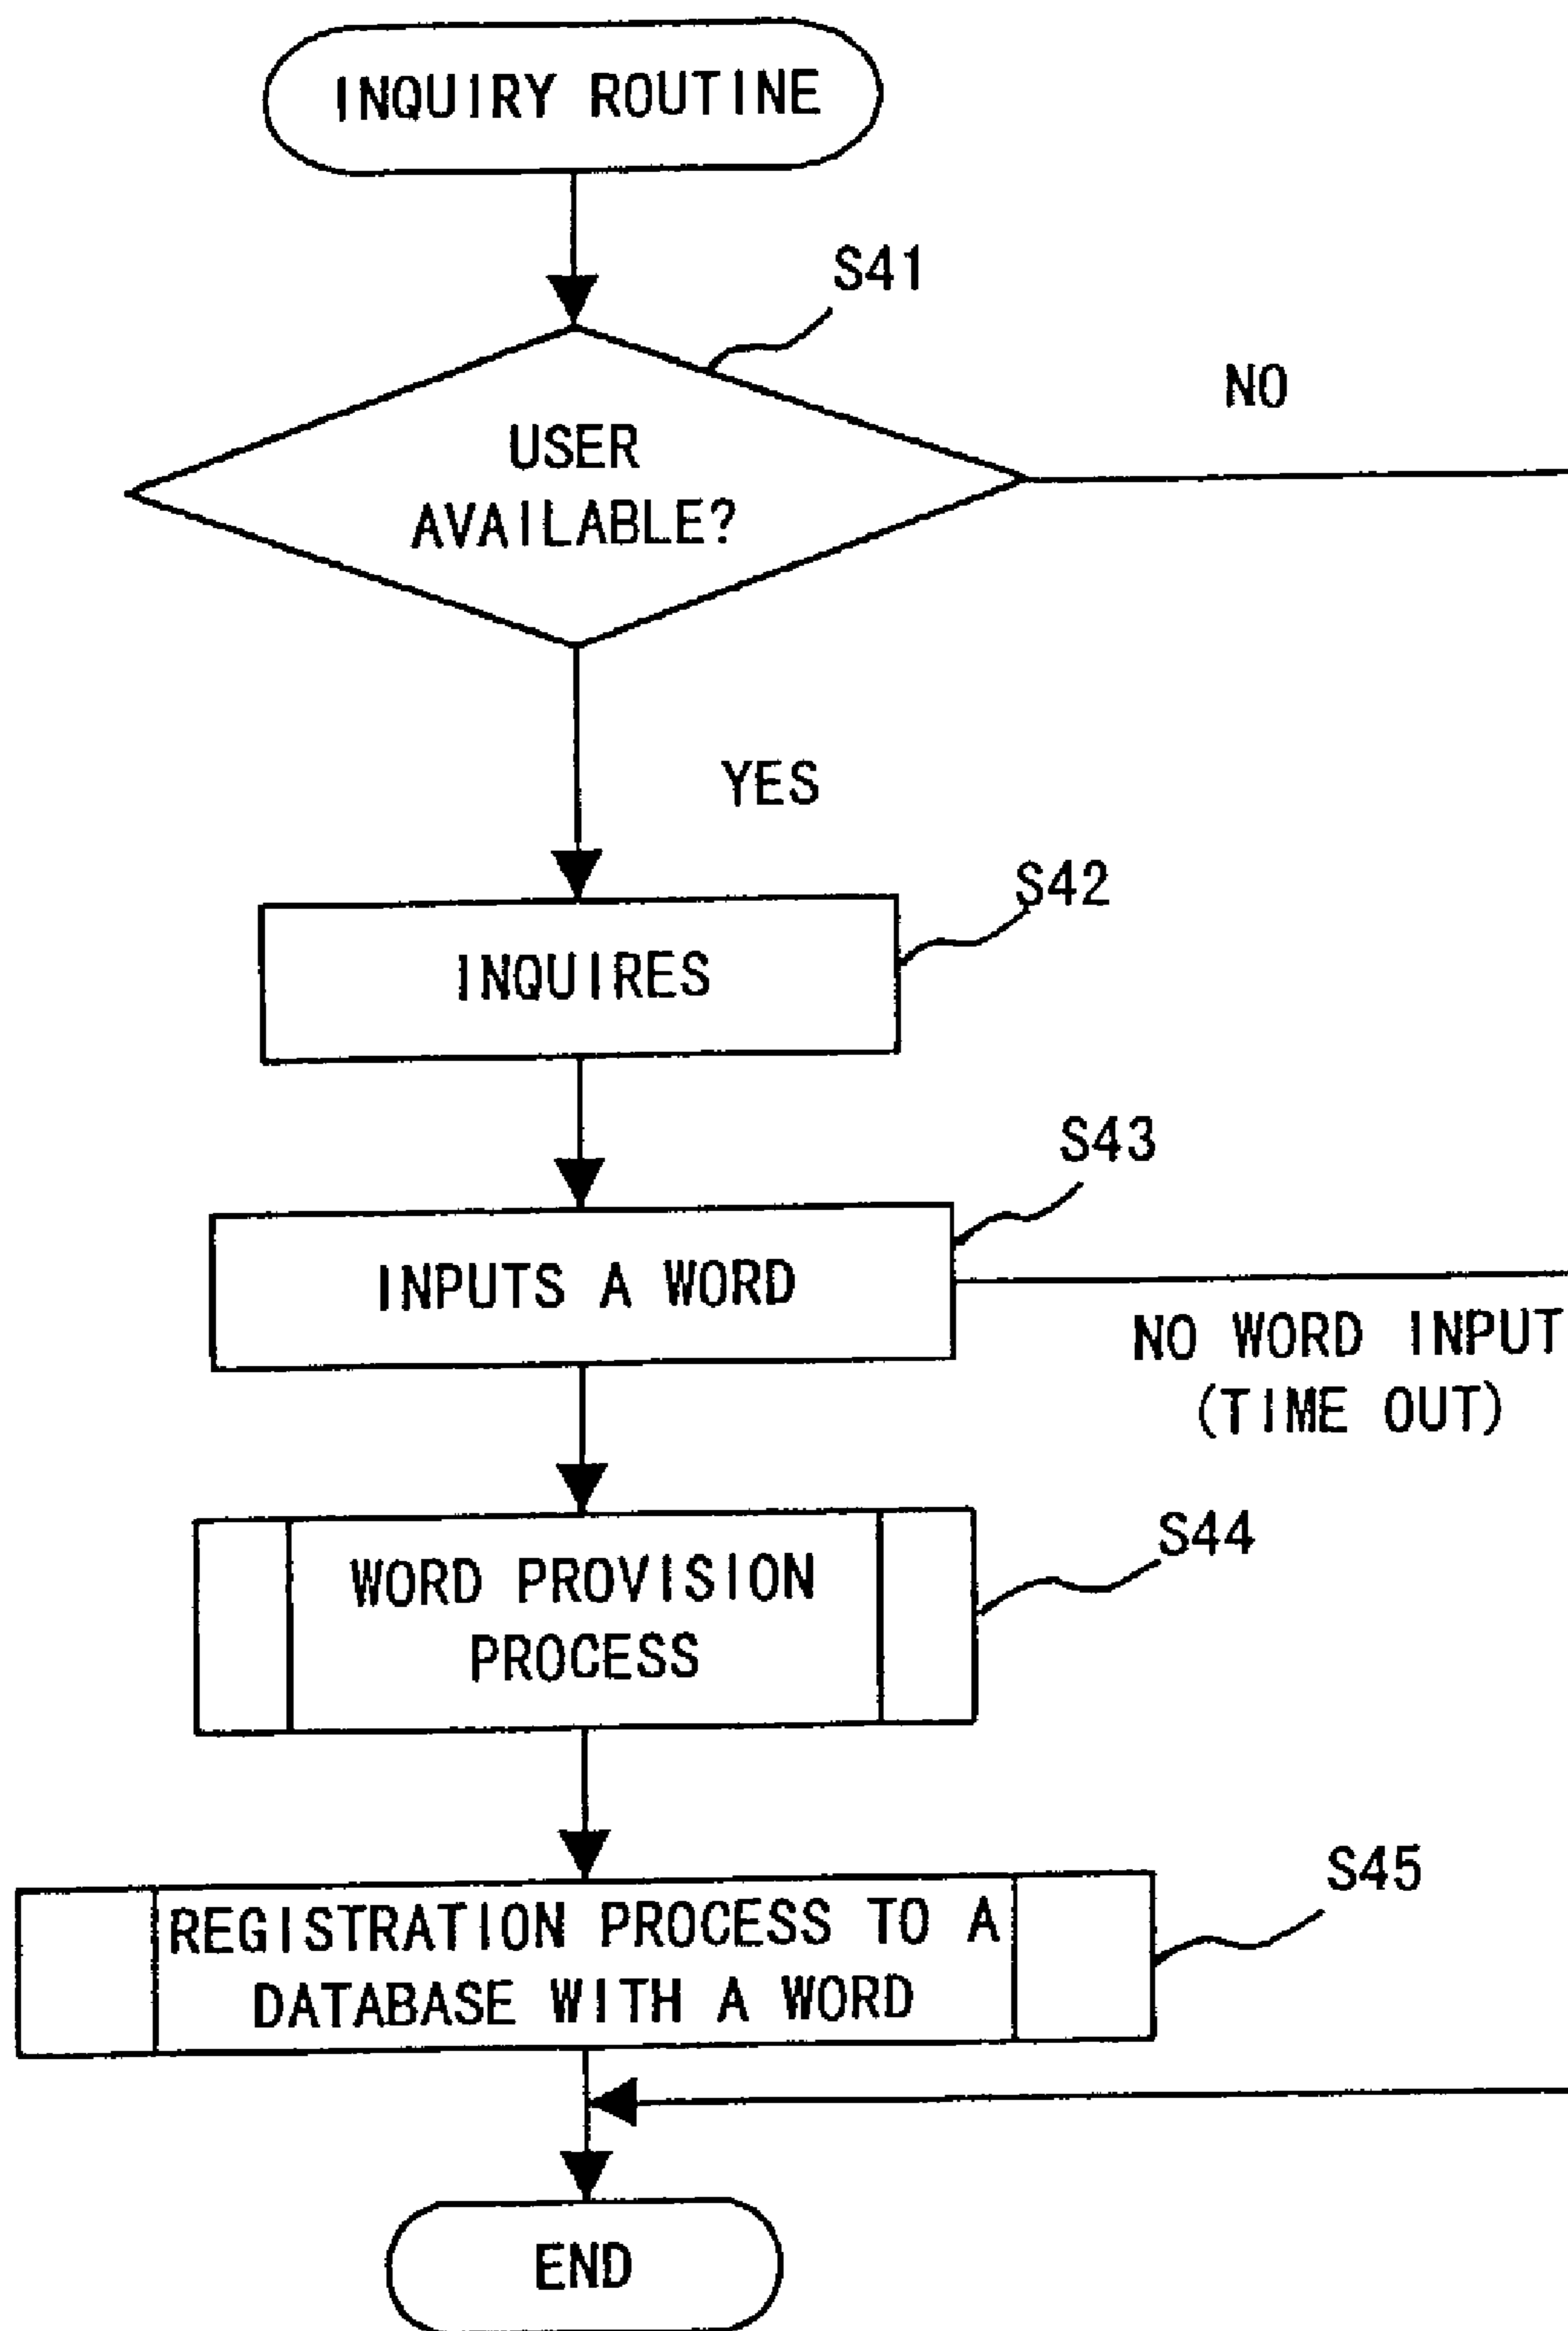 INQUIRY ROUTINE
S41
NO
USER
AVAILABLE?
YES
S42
INQUIRES
S43
INPUTS A WORD
NO WORD INPUT
(TIME OUT)
S44
WORD PROVISION
PROCESS
S45
REGISTRATION PROCESS TO A
DATABASE WITH A WORD
END